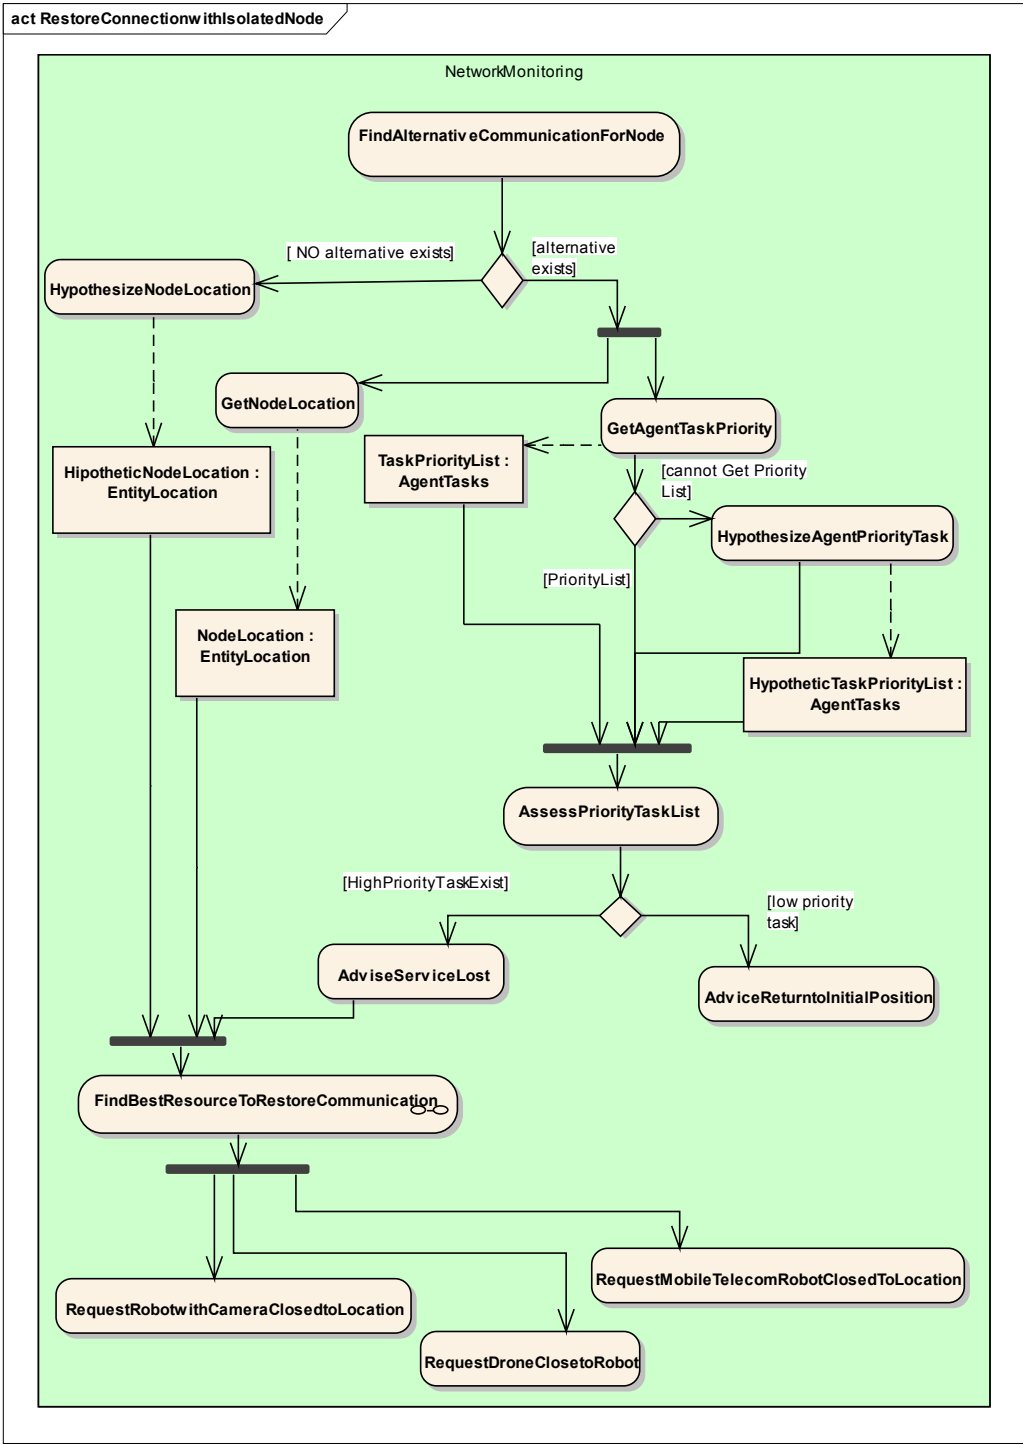 act RestoreConnectionwithIsolatedNode
NetworkMonitoring
FindAlternativeCommunicationForNode
[ NO alternative exists]
[alternative
exists]
HypothesizeNodeLocation
GetNodeLocation
GetAgentTaskPriority
HipotheticNodeLocation :
EntityLocation
TaskPriorityList :
AgentTasks
[cannot Get Priority
List]
HypothesizeAgentPriorityTask
[PriorityList]
NodeLocation :
EntityLocation
HypotheticTaskPriorityList :
AgentTasks
AssessPriorityTaskList
[HighPriorityTaskExist]
[low priority
task]
AdviseServiceLost
AdviceReturntoInitialPosition
FindBestResourceToRestoreCommunication
RequestMobileTelecomRobotClosedToLocation
RequestRobotwithCameraClosedtoLocation
RequestDroneClosetoRobot